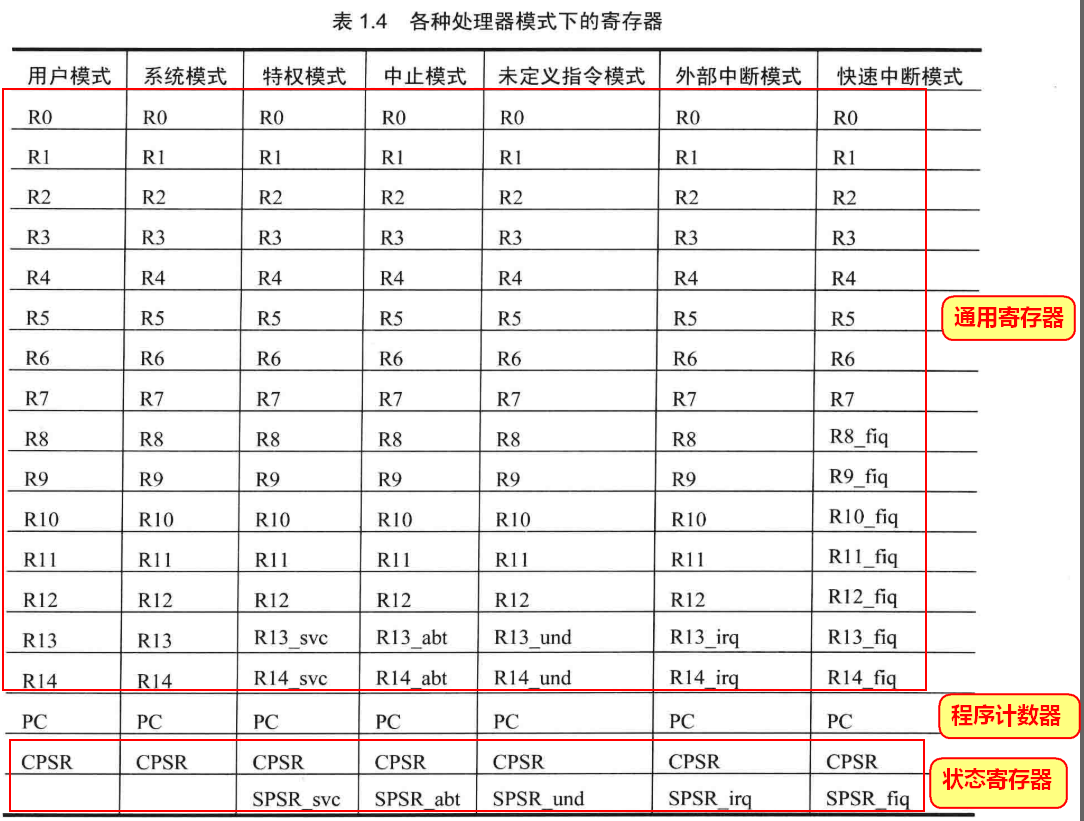 表 1.4 各种处理器模式下的寄存器
用户模式 系统模式 特权模式 中止模式 未定义指令模式 外部中断模式 快速中断模式
R0 R0 R0 R0 R0 R0 R0
R1 R1 R1 R1 R1 R1 R1
R2 R2 R2 R2 R2 R2 R2
R3 R3 R3 R3 R3 R3 R3
R4 R4 R4 R4 R4 R4 R4
R5 R5 R5 R5 R5 R5 R5
通用寄存器
R6 R6 R6 R6 R6 R6 R6
R7 R7 R7 R7 R7 R7 R7
R8 R8 R8 R8 R8 R8 R8_fiq
R9 R9 R9 R9 R9 R9 R9_fiq
R10 R10 R10 R10 R10 R10 R10_fiq
R11 R11 R11 R11 R11 R11 R11_fiq
R12 R12 R12 R12 R12 R12 R12_fiq
R13 R13 R13_svc R13_abt R13_und R13_irq R13_fiq
R14 R14 R14_svc R14_abt R14_und R14_irq R14_fiq
PC PC PC PC PC PC PC
程序计数器
CPSR CPSR CPSR CPSR CPSR CPSR CPSR
状态寄存器
SPSR_svc SPSR_abt SPSR_und SPSR_irq SPSR_fiq